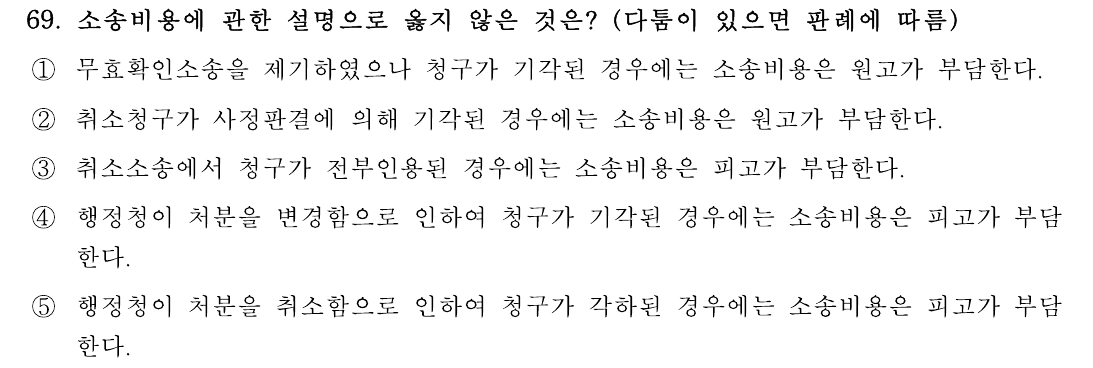 69. 소송비용에 관한 설명으로 옳지 않은 것은? (다툼이 있으면 판례에 따름)
① 무효확인소송을 제기하였으나 청구가 기각된 경우에는 소송비용은 원고가 부담한다.
② 취소청구가 사정판결에 의해 기각된 경우에는 소송비용은 원고가 부담한다.
③ 취소소송에서 청구가 전부인용된 경우에는 소송비용은 피고가 부담한다.
④ 행정청이 처분을 변경함으로 인하여 청구가 기각된 경우에는 소송비용은 피고가 부담
한다.
⑤ 행정청이 처분을 취소함으로 인하여 청구가 각하된 경우에는 소송비용은 피고가 부담
한다.